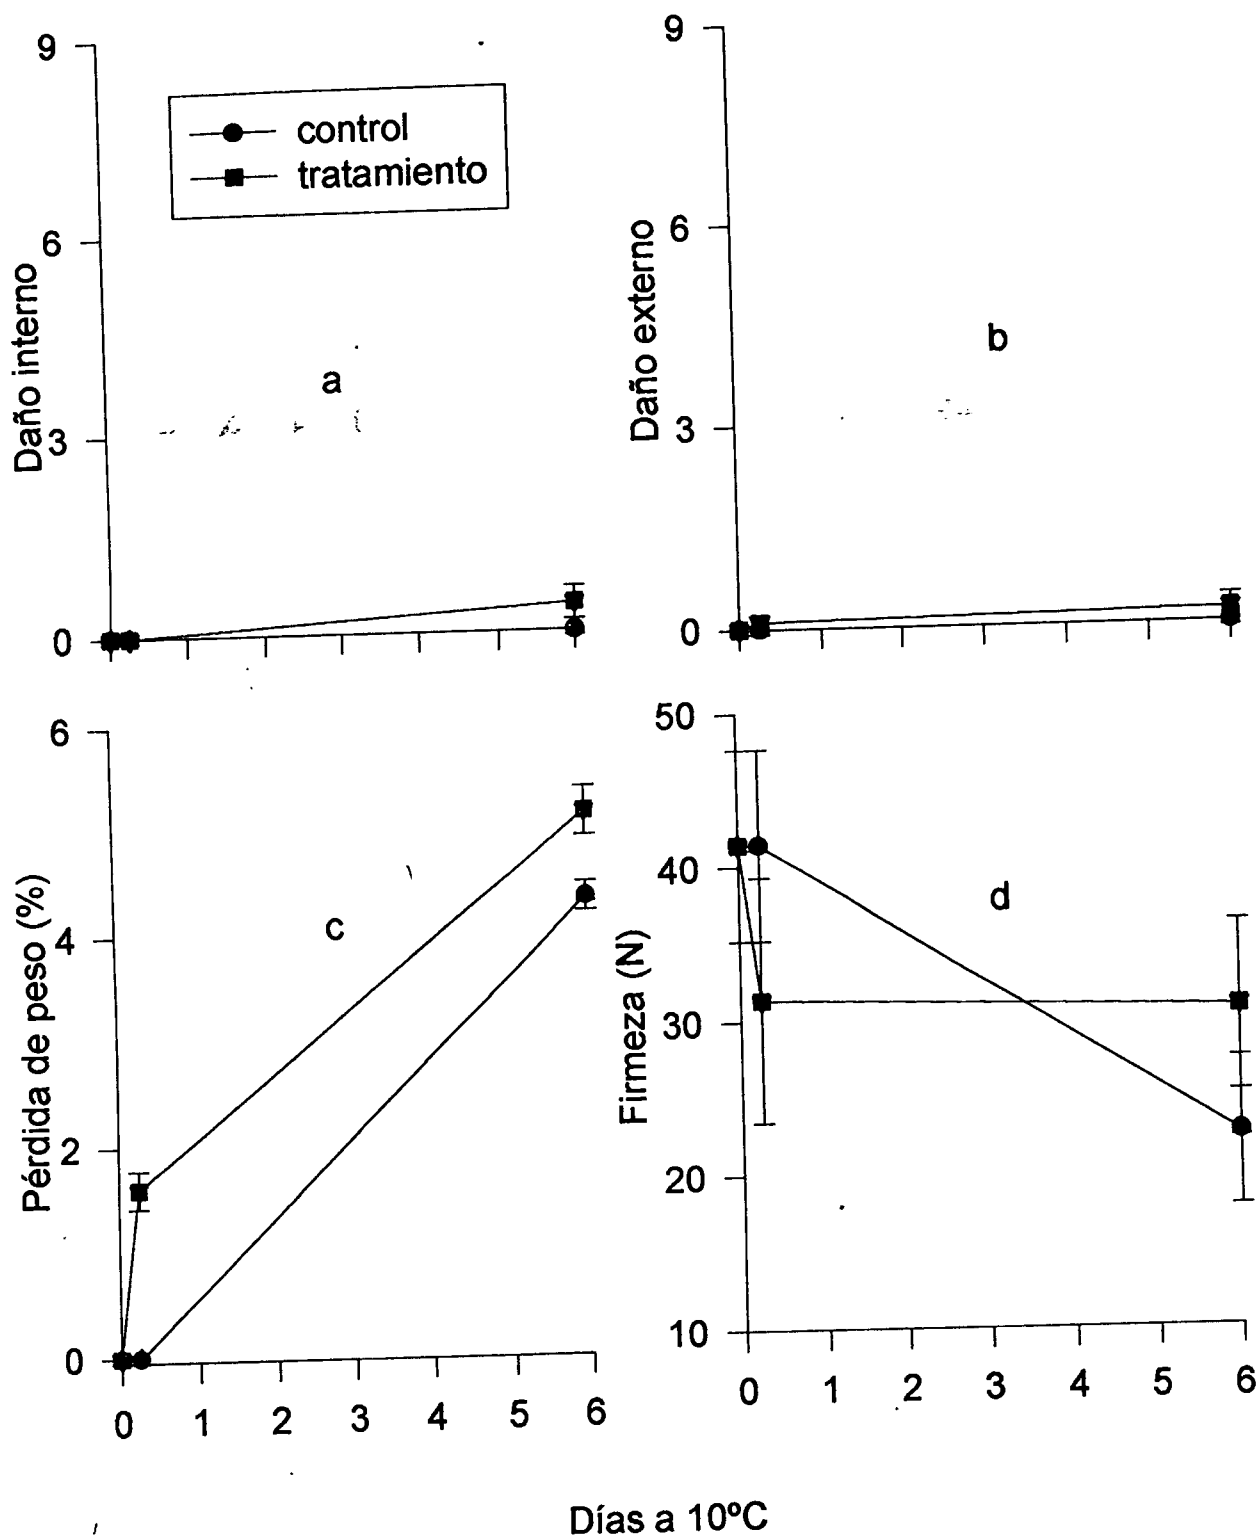 9
6
3
0
Daño interno
control
tratamiento
a
9
6
3
0
Daño externo
b
6
4
2
0
Pérdida de peso (%)
c
0 1 2 3 4 5 6
50
40
30
20
10
Firmeza (N)
d
0 1 2 3 4 5 6
Días a 10ºC